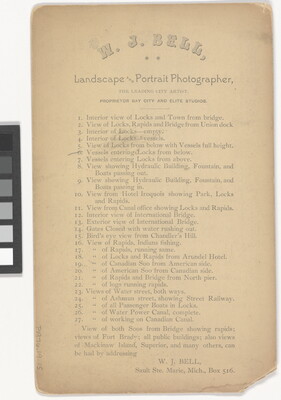 W. J. BELL,
Landscape and Portrait Photographer,
THE LEADING VIEW ARTIST.
PROPRIETOR BAY CITY AND ELITE STUDIOS.
1. Interior view of Locks and Town from bridge.
2. View of Locks, Rapids and Bridge from Union dock
3. Interior of Locks—empty.
4. Interior of Locks—Vessels.
5. View of Locks from below with Vessels full height.
6. Vessels entering Locks from below.
7. Vessels entering Locks from above.
8. View showing Hydraulic Building, Fountain, and
Boats passing out.
9. View showing Hydraulic Building, Fountain, and
Boats passing in.
10. View from Hotel Iroquois showing Park, Locks
and Rapids.
11. View from Canal office showing Locks and Rapids.
12. Interior view of International Bridge.
13. Exterior view of International Bridge.
14. Gates Closed with water rushing out.
15. Bird's eye view from Chandler's Hill.
16. View of Rapids, Indians fishing.
17. " of Rapids, running same.
18. " of Locks and Rapids from Arundel Hotel.
19. " of Canadian Soo from American side.
20. " of American Soo from Canadian side.
21. " of Rapids and Bridge from North pier.
22. " of logs running rapids.
23. Views of Water street, both ways.
24. " of Ashmun street, showing Street Railway.
25. " of all Passenger Boats in Locks.
26. " of Water Power Canal, complete.
27. " of working on Canadian Canal.
View of both Soos from Bridge showing rapids;
views of Fort Brady; all public buildings; also views
of Mackinaw Island, Superior, and many others, can
be had by addressing
W. J. BELL,
Sault Ste. Marie, Mich., Box 516.